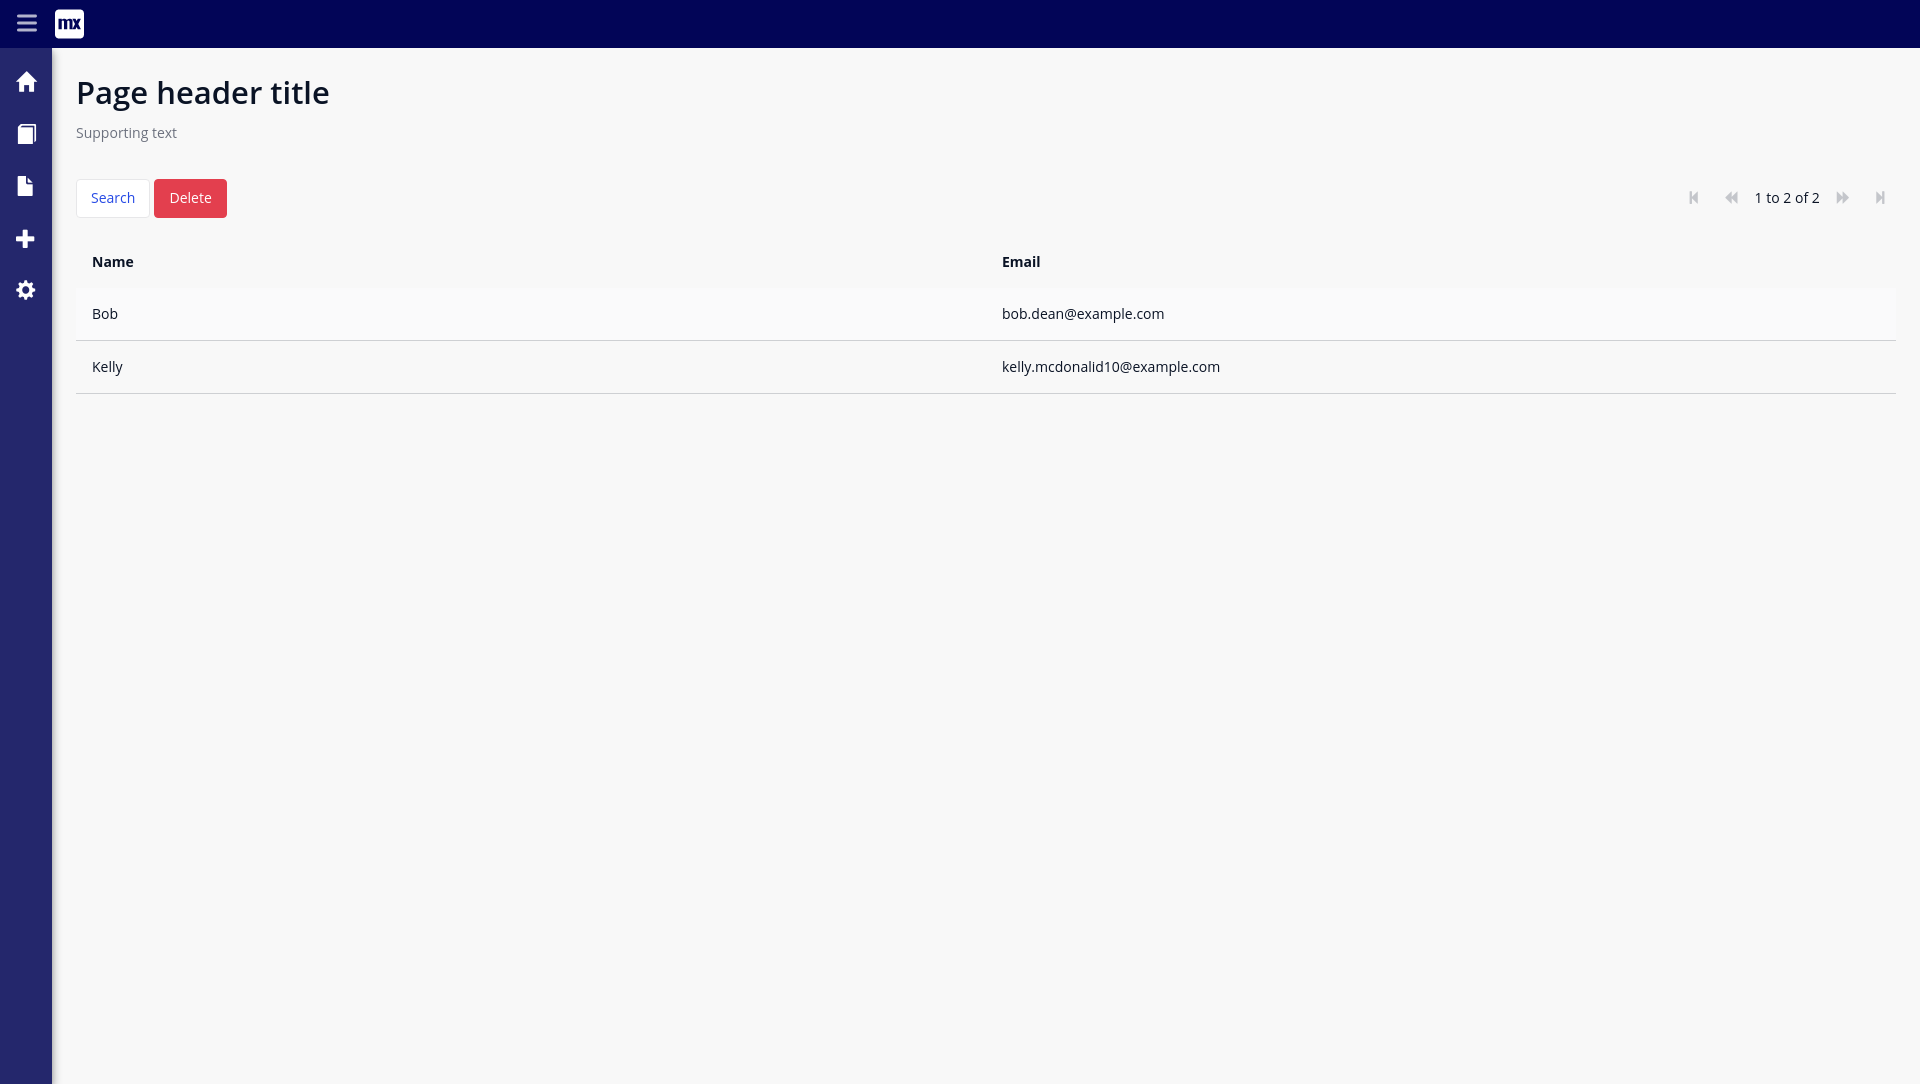 mx
Page header title
Supporting text
Search Delete 1 to 2 of 2
Name Email
Bob bob.dean@example.com
Kelly kelly.mcdonalid10@example.com